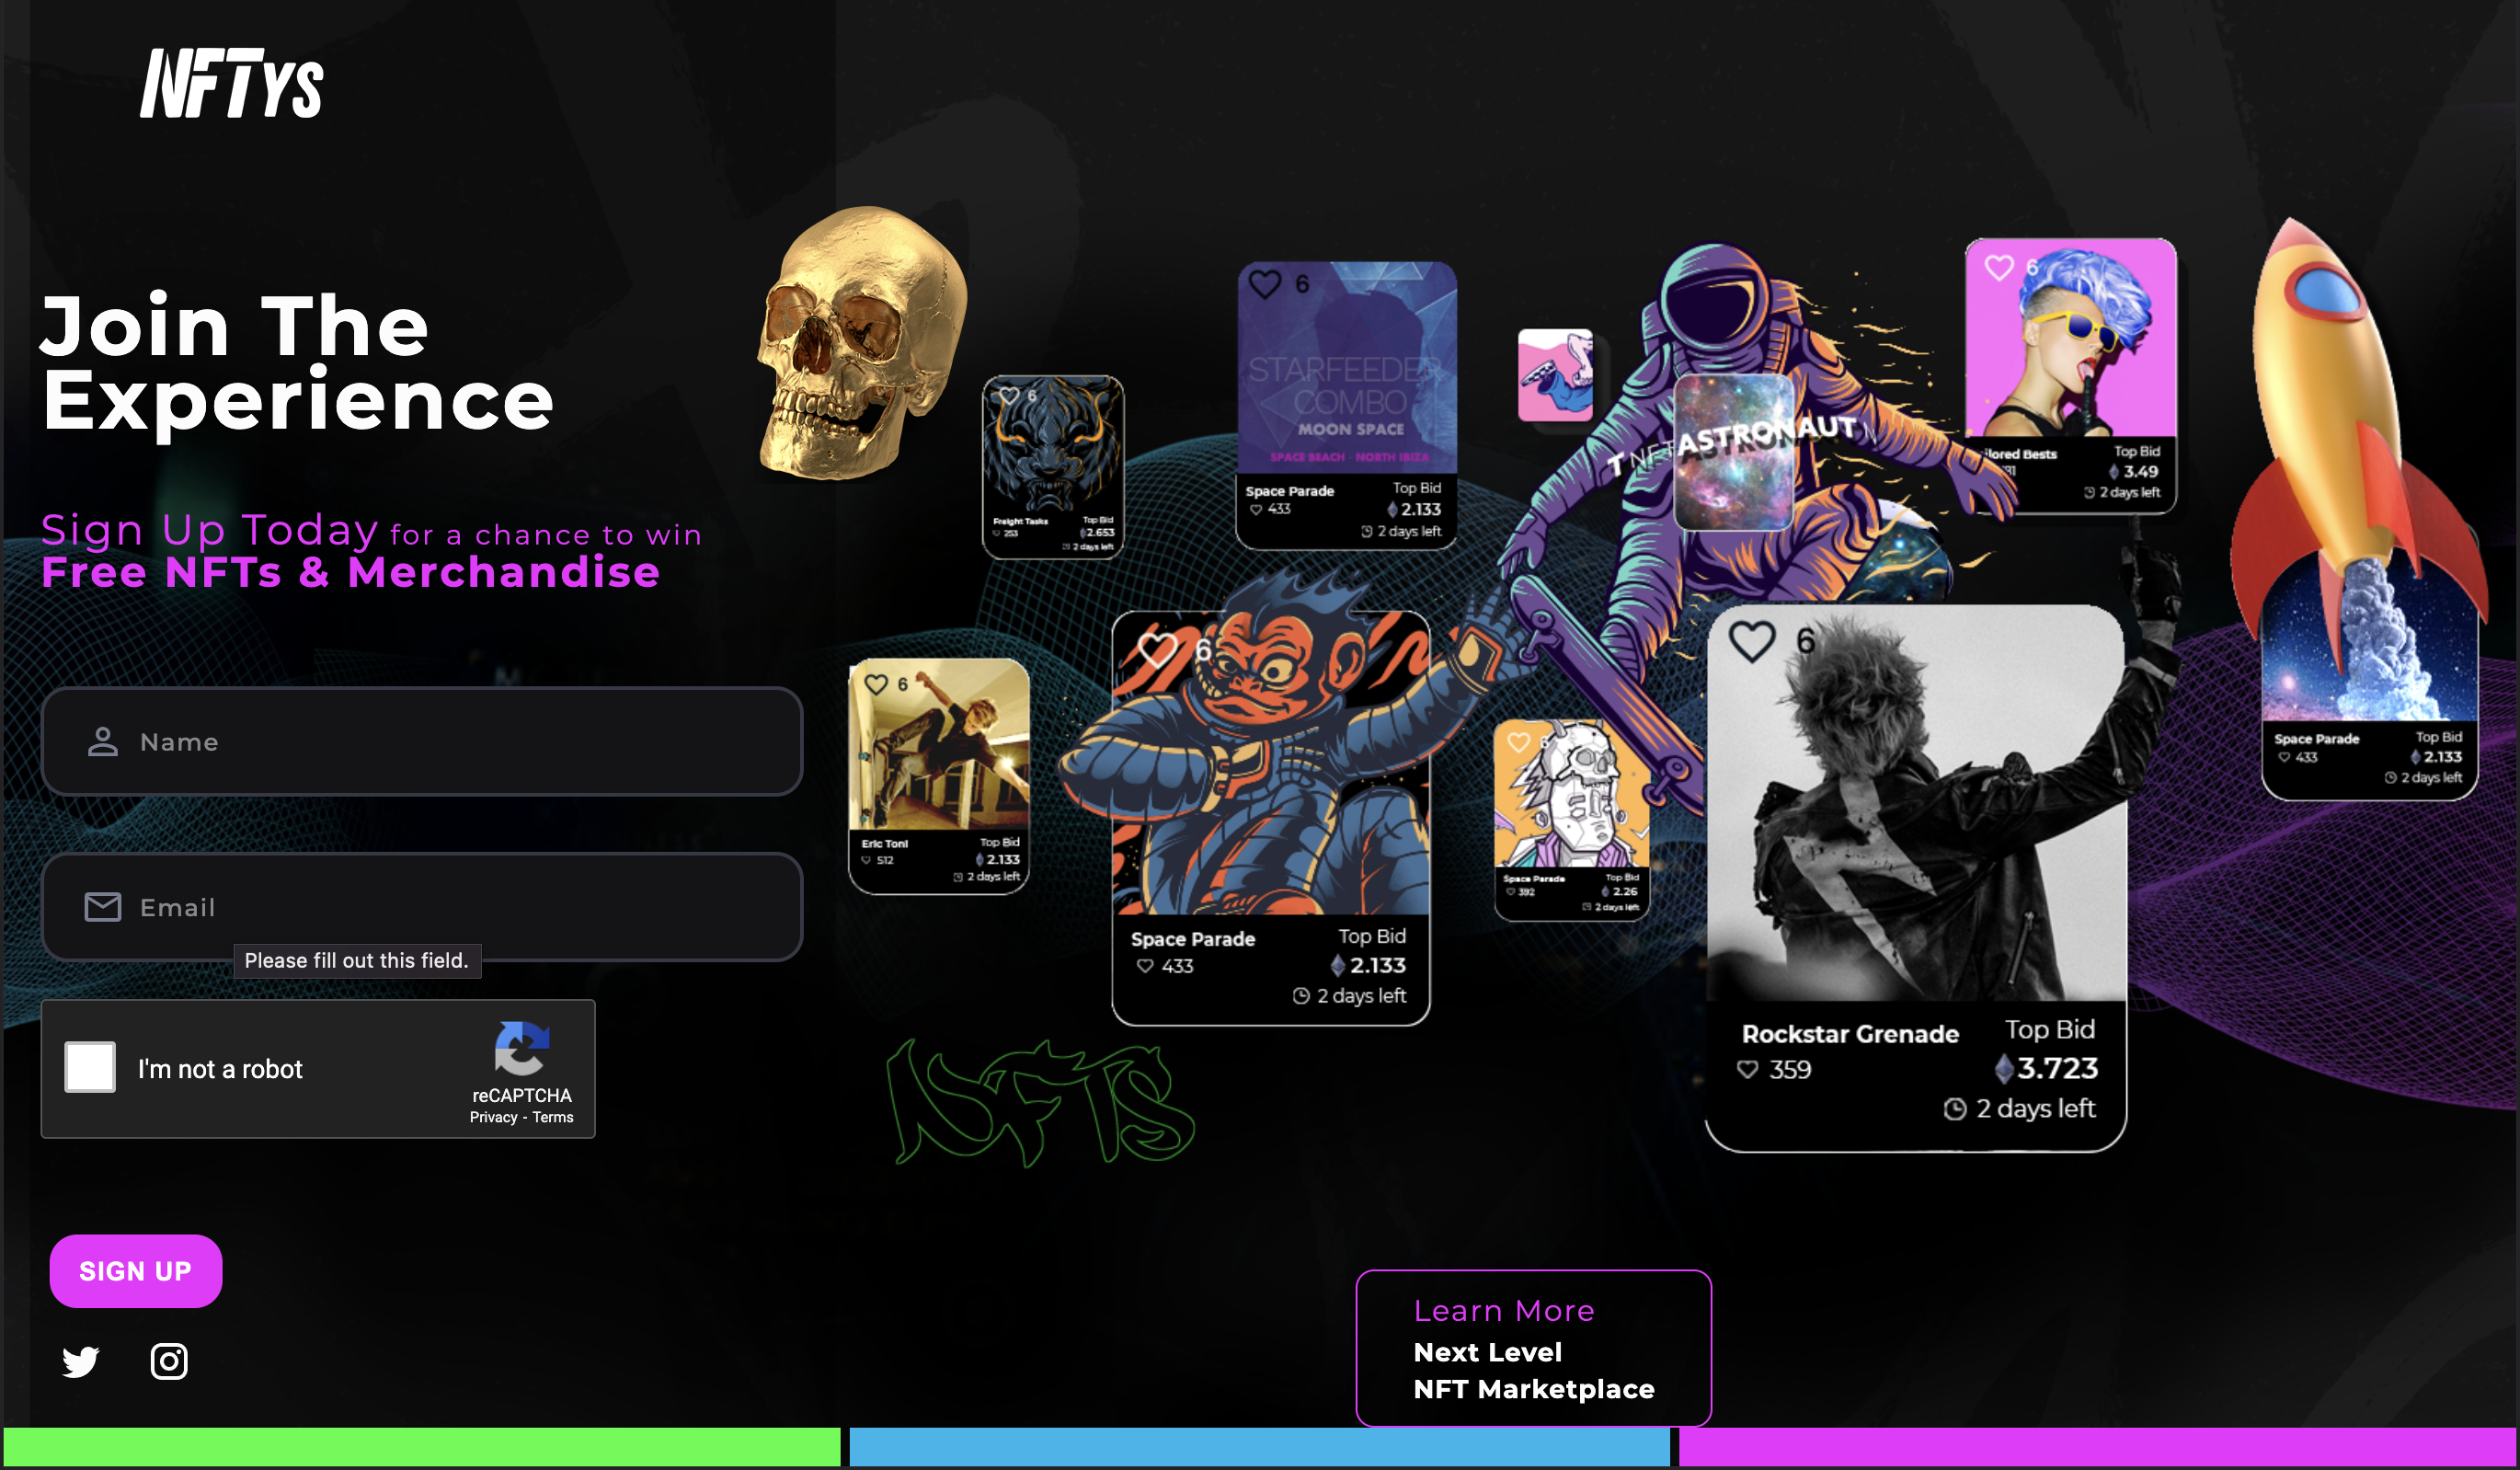 NFTYS
Join The
Experience
Sign Up Today for a chance to win
Free NFTs & Merchandise
Name
Email
Please fill out this field.
I'm not a robot
reCAPTCHA
Privacy - Terms
SIGN UP
6
Freight Tasks
Top Bid
253
2.653
2 days left
6
STARFEEDER
COMBO
MOON SPACE
SPACE BEACH - NORTH IBIZA
Space Parade
Top Bid
433
2.133
2 days left
T NFT ASTRONAUT N
6
ilored Bests
Top Bid
3.49
2 days left
6
Eric Toni
Top Bid
512
2.133
2 days left
6
Space Parade
Top Bid
433
2.133
2 days left
Space Parade
Top Bid
392
2.26
2 days left
6
Rockstar Grenade
Top Bid
359
3.723
2 days left
Space Parade
Top Bid
433
2.133
2 days left
NFTS
Learn More
Next Level
NFT Marketplace